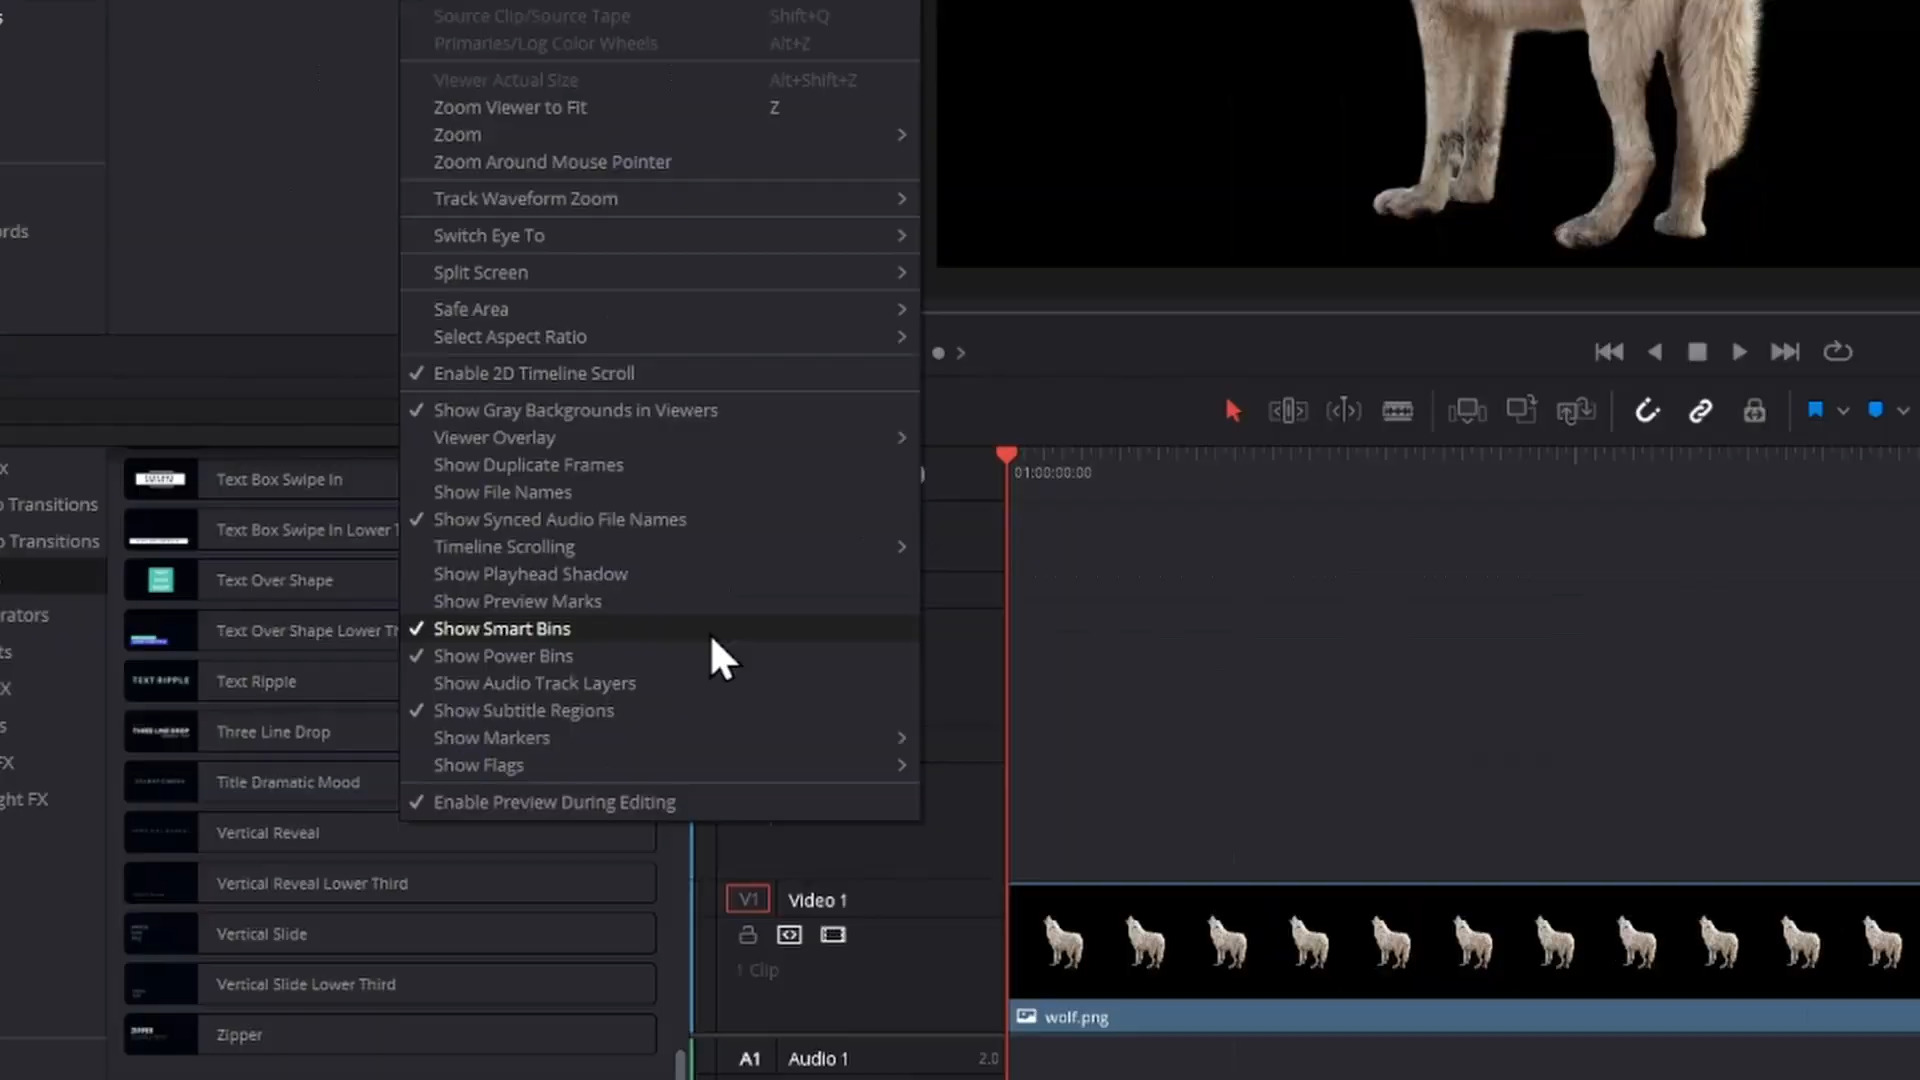 Source Clip/Source Tape Shift+Q
Primaries/Log Color Wheels Alt+Z
Viewer Actual Size Alt+Shift+Z
Zoom Viewer to Fit Z
Zoom
Zoom Around Mouse Pointer
Track Waveform Zoom
Switch Eye To
Split Screen
Safe Area
Select Aspect Ratio
Enable 2D Timeline Scroll
Show Gray Backgrounds in Viewers
Viewer Overlay
Show Duplicate Frames
Show File Names
Show Synced Audio File Names
Timeline Scrolling
Show Playhead Shadow
Show Preview Marks
Show Smart Bins
Show Power Bins
Show Audio Track Layers
Show Subtitle Regions
Show Markers
Show Flags
Enable Preview During Editing
rds
x
o Transitions
o Transitions
rators
ts
X
s
FX
ght FX
Text Box Swipe In
Text Box Swipe In Lower T
Text Over Shape
Text Over Shape Lower Th
TEXT RIPPLE Text Ripple
THREE LINE DROP Three Line Drop
Title Dramatic Mood
Vertical Reveal
Vertical Reveal Lower Third
Vertical Slide
Vertical Slide Lower Third
ZIPPER Zipper
01:00:00:00
V1 Video 1
1 Clip
wolf.png
A1 Audio 1 2.0